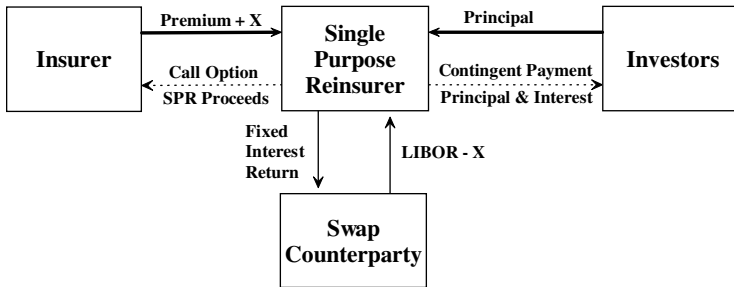 Premium + X
Principal
Insurer
Single
Purpose
Reinsurer
Investors
Call Option
SPR Proceeds
Contingent Payment
Principal & Interest
Fixed
Interest
Return
LIBOR - X
Swap
Counterparty